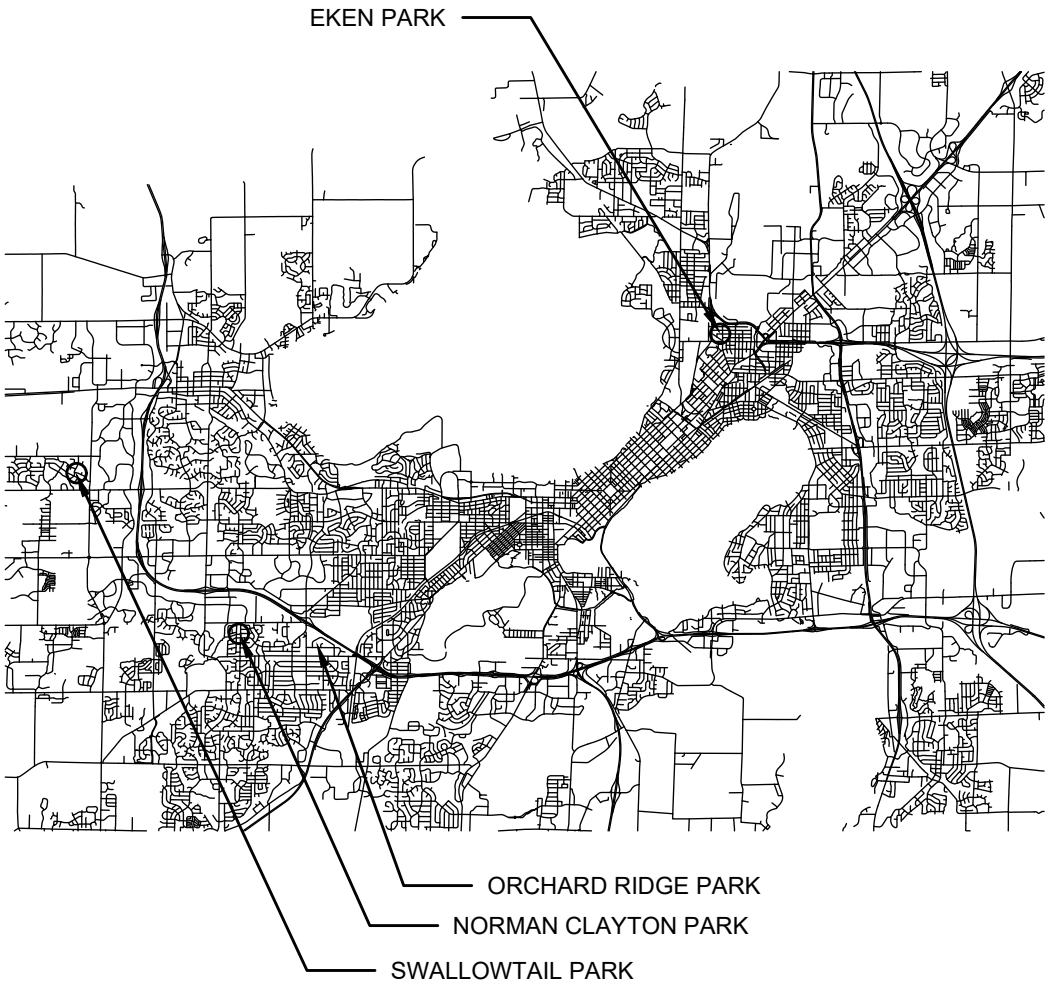 EKEN PARK
ORCHARD RIDGE PARK
NORMAN CLAYTON PARK
SWALLOWTAIL PARK